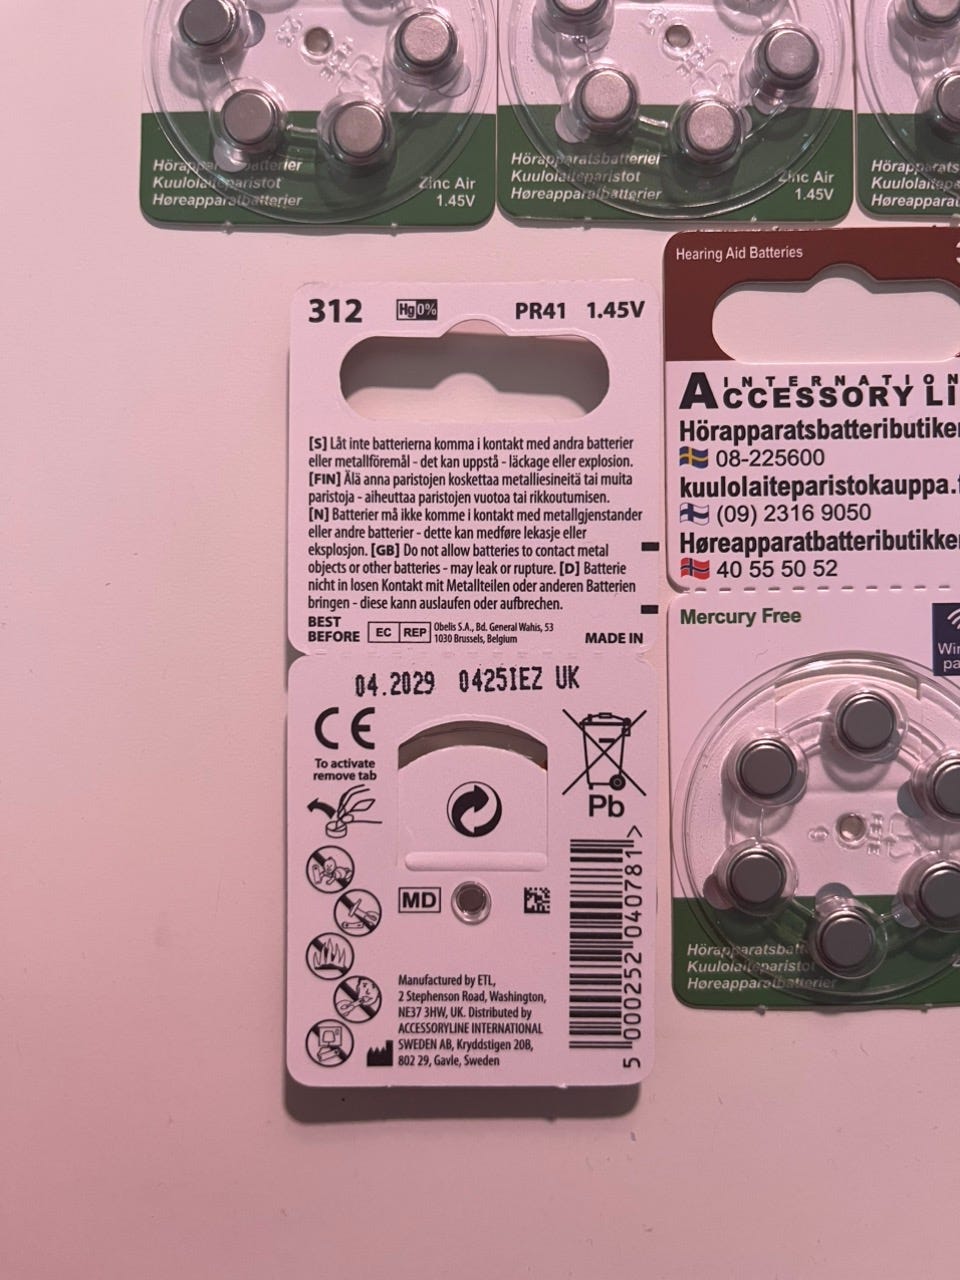 Hörapparatsbatterier
Kuulolaiteparistot
Høreapparatbatterier
Zinc Air
1.45V
Hörapparatsbatterier
Kuulolaiteparistot
Høreapparatbatterier
Zinc Air
1.45V
312 Hg0% PR41 1.45V
[S] Låt inte batterierna komma i kontakt med andra batterier
eller metallföremål - det kan uppstå - läckage eller explosion.
[FIN] Älä anna paristojen koskettaa metalliesineitä tai muita
paristoja - aiheuttaa paristojen vuotoa tai rikkoutumisen.
[N] Batterier må ikke komme i kontakt med metallgjenstander
eller andre batterier - dette kan medføre lekasje eller
eksplosjon. [GB] Do not allow batteries to contact metal
objects or other batteries - may leak or rupture. [D] Batterie
nicht in losen Kontakt mit Metallteilen oder anderen Batterien
bringen - diese kann auslaufen oder aufbrechen.
BEST
BEFORE
EC REP
Obelis S.A., Bd. General Wahis, 53
1030 Brussels, Belgium
MADE IN
04.2029 0425IEZ UK
CE
To activate
remove tab
Pb
MD
5 000252 040781 >
Manufactured by ETL,
2 Stephenson Road, Washington,
NE37 3HW, UK. Distributed by
ACCESSORYLINE INTERNATIONAL
SWEDEN AB, Kryddstigen 20B,
802 29, Gavle, Sweden
Hearing Aid Batteries
INTERNATION
ACCESSORY LI
Hörapparatsbatteributiken
08-225600
kuulolaiteparistokauppa.
(09) 2316 9050
Høreapparatbatteributikken
40 55 50 52
Mercury Free
Kuulolaiteparistot
Høreapparatbatterier